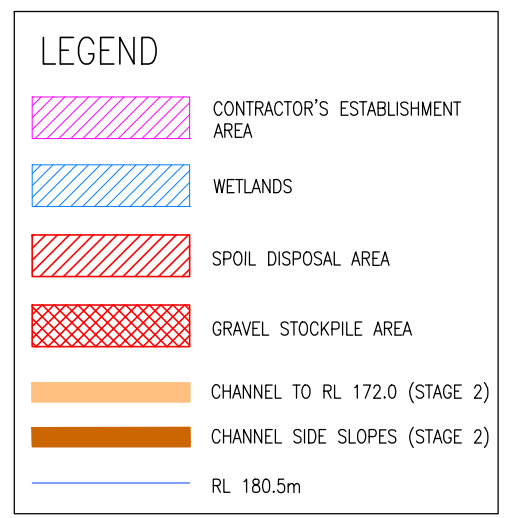 LEGEND
CONTRACTOR'S ESTABLISHMENT
AREA
WETLANDS
SPOIL DISPOSAL AREA
GRAVEL STOCKPILE AREA
CHANNEL TO RL 172.0 (STAGE 2)
CHANNEL SIDE SLOPES (STAGE 2)
RL 180.5m